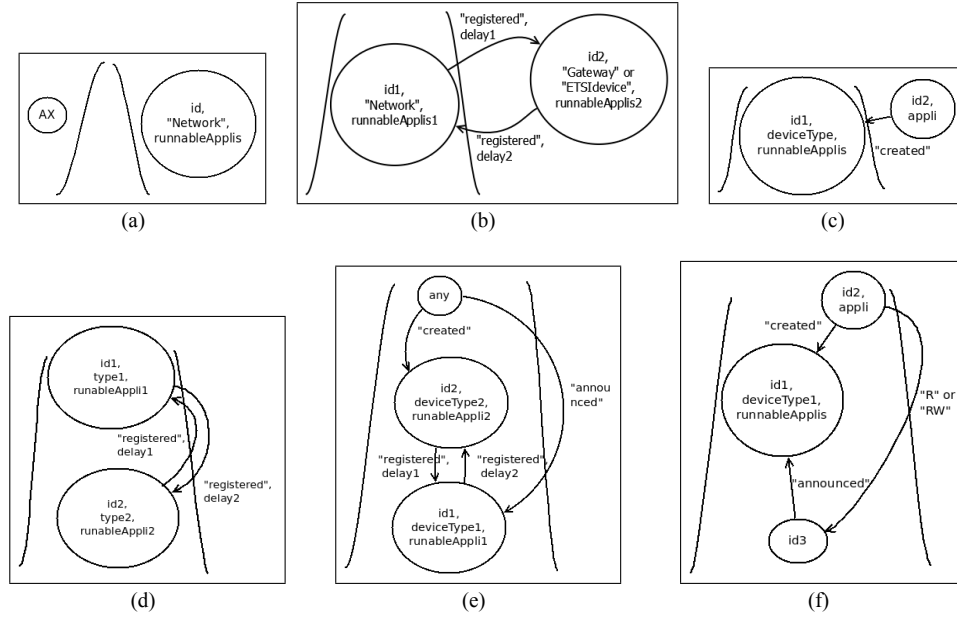 AX
id,
"Network",
runnableApplis
(a)
"registered",
delay1
id1,
"Network",
runnableApplis1
id2,
"Gateway" or
"ETSIdevice",
runnableApplis2
"registered",
delay2
(b)
id1,
deviceType,
runnableApplis
id2,
appli
"created"
(c)
id1,
type1,
runableAppli1
"registered",
delay1
"registered",
delay2
id2,
type2,
runableAppli2
(d)
any
"created"
id2,
deviceType2,
runableAppli2
"annou
nced"
"registered",
delay1
"registered",
delay2
id1,
deviceType1,
runableAppli1
(e)
id2,
appli
"created"
id1,
deviceType1,
runnableApplis
"R" or
"RW"
"announced"
id3
(f)